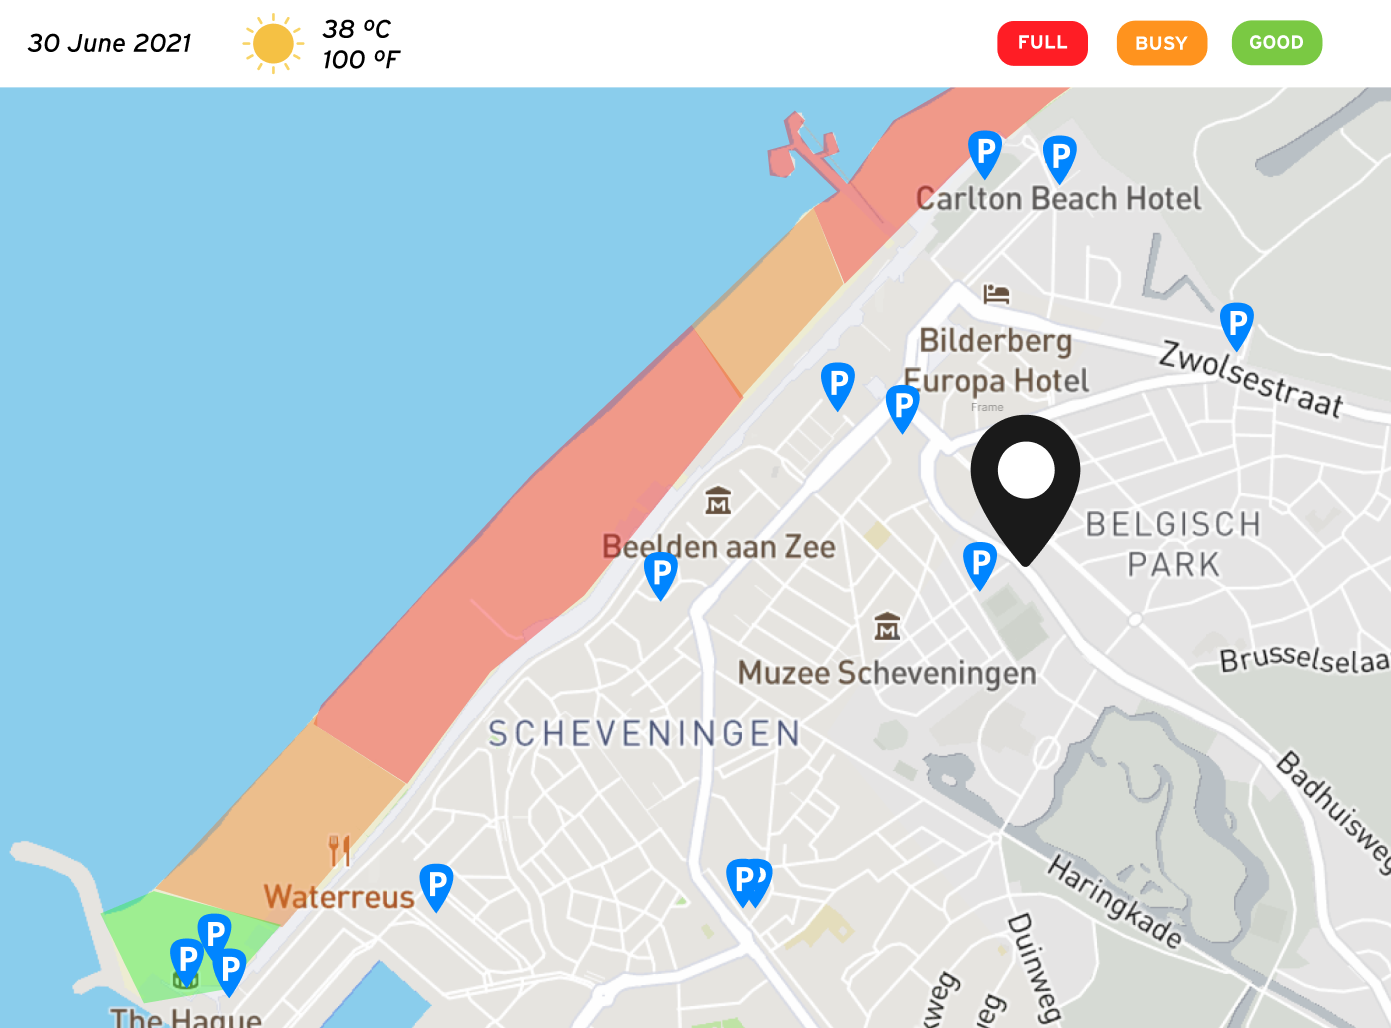 30 June 2021
38 ºC
100 ºF
FULL
BUSY
GOOD
P
P
Carlton Beach Hotel
P
Bilderberg
Europa Hotel
Zwolsestraat
P
P
Frame
BELGISCH
PARK
Beelden aan Zee
P
P
Muzee Scheveningen
Brusselselaa
SCHEVENINGEN
Badhuisweg
Waterreus
P
P
Haringkade
Duinweg
P
P
P
kweg
eg
The Hague